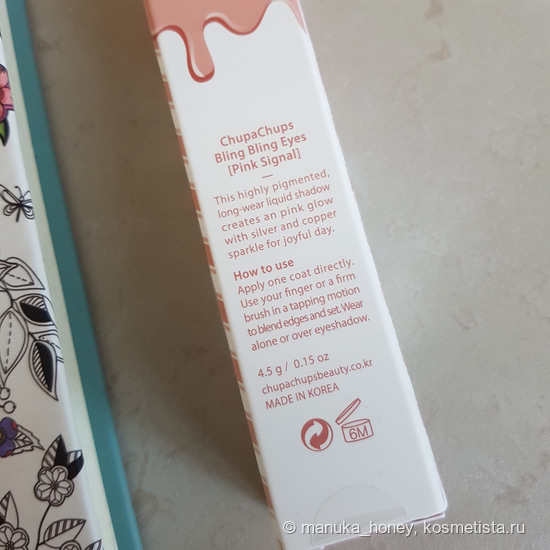 ChupaChups
Bling Bling Eyes
[Pink Signal]
This highly pigmented,
long-wear liquid shadow
creates an pink glow
with silver and copper
sparkle for joyful day.
How to use
Apply one coat directly.
Use your finger or a firm
brush in a tapping motion
to blend edges and set. Wear
alone or over eyeshadow.
4.5 g / 0.15 oz
chupachupsbeauty.co.kr
MADE IN KOREA
6M
© manuka_honey, kosmetista.ru